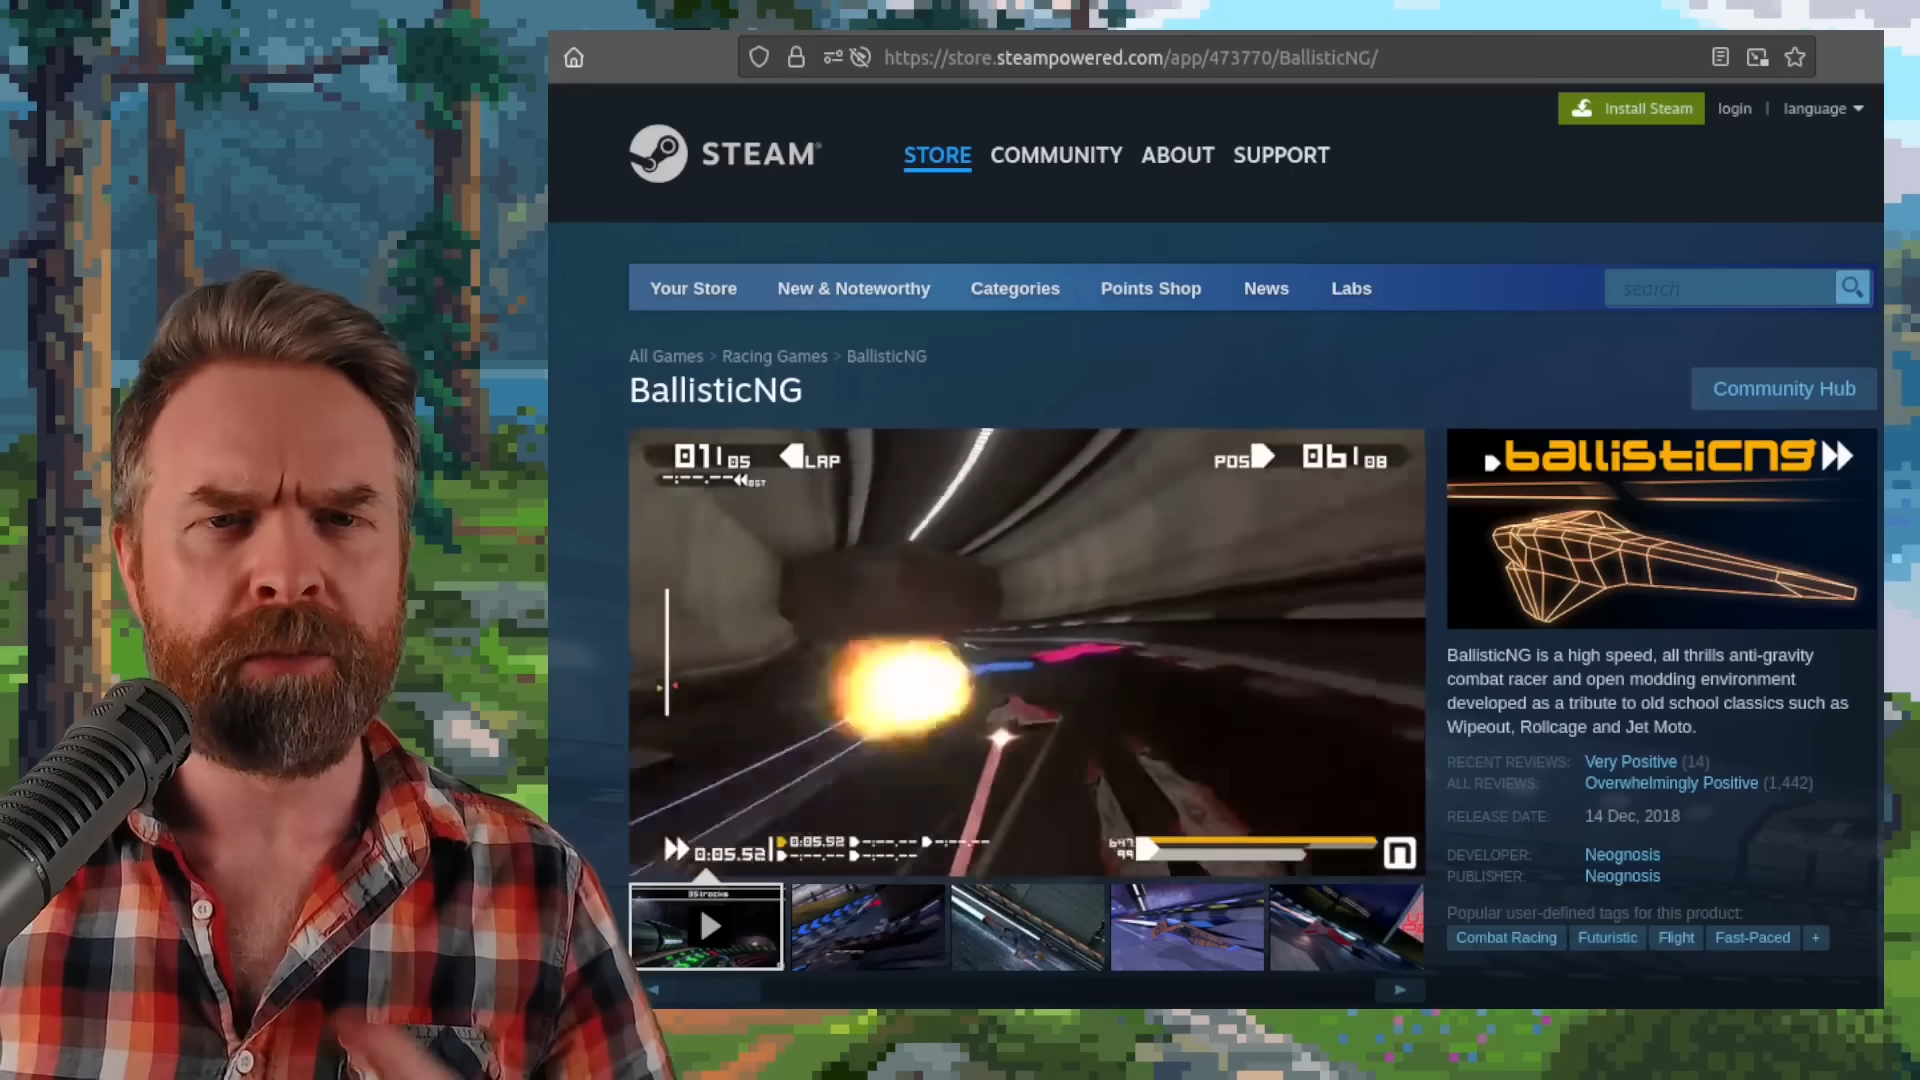 https://store.steampowered.com/app/473770/BallisticNG/
Install Steam
login | language
STEAM
STORE COMMUNITY ABOUT SUPPORT
Your Store New & Noteworthy Categories Points Shop News Labs
search
All Games > Racing Games > BallisticNG
BallisticNG
Community Hub
01|05 LAP
POS 06|08
ballisticng
BallisticNG is a high speed, all thrills anti-gravity
combat racer and open modding environment
developed as a tribute to old school classics such as
Wipeout, Rollcage and Jet Moto.
RECENT REVIEWS: Very Positive (14)
ALL REVIEWS: Overwhelmingly Positive (1,442)
RELEASE DATE: 14 Dec, 2018
DEVELOPER: Neognosis
PUBLISHER: Neognosis
Popular user-defined tags for this product:
Combat Racing Futuristic Flight Fast-Paced +
0:05.52 0:05.52
35tracks